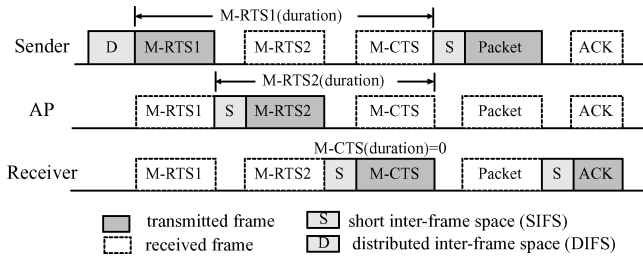 M-RTS1(duration)
Sender D M-RTS1 M-RTS2 M-CTS S Packet ACK
M-RTS2(duration)
AP M-RTS1 S M-RTS2 M-CTS Packet ACK
M-CTS(duration)=0
Receiver M-RTS1 M-RTS2 S M-CTS Packet S ACK
transmitted frame S short inter-frame space (SIFS)
received frame D distributed inter-frame space (DIFS)